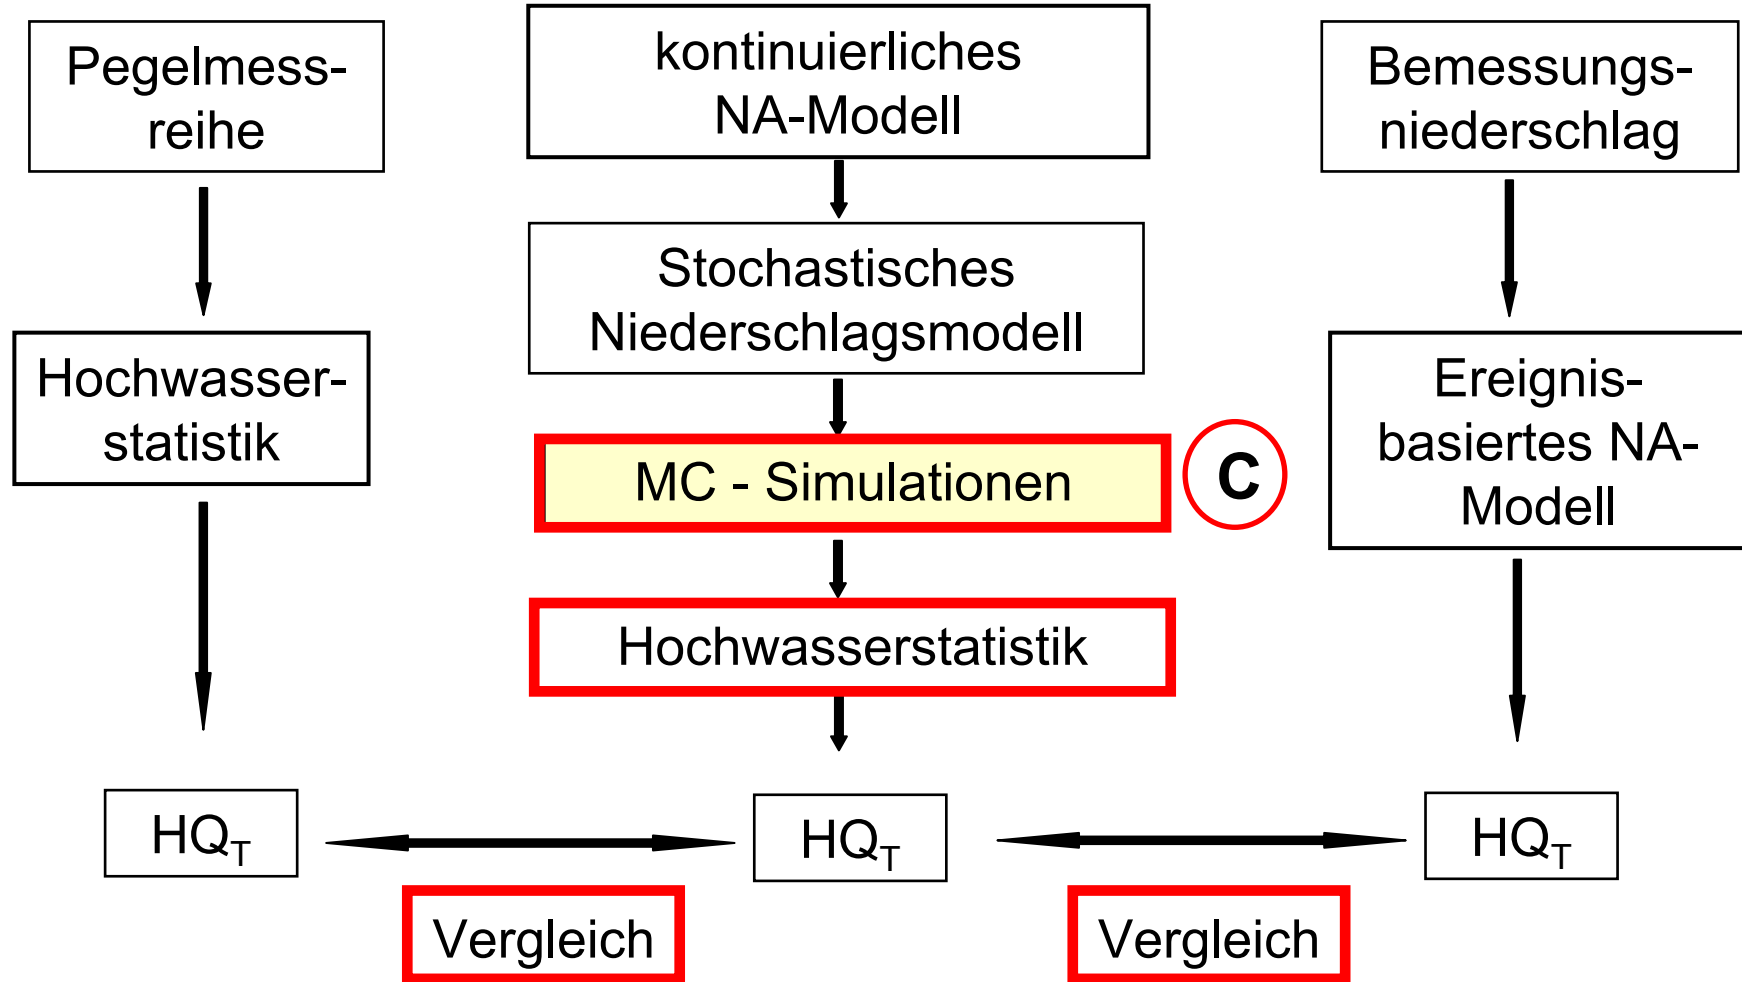 Pegelmess-
reihe
Hochwasser-
statistik
HQT
kontinuierliches
NA-Modell
Stochastisches
Niederschlagsmodell
MC - Simulationen
C
Hochwasserstatistik
HQT
Bemessungs-
niederschlag
Ereignis-
basiertes NA-
Modell
HQT
Vergleich
Vergleich